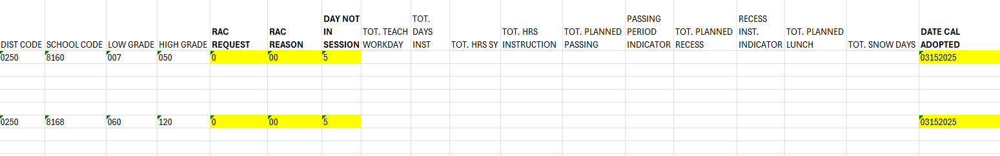 DIST CODE SCHOOL CODE LOW GRADE HIGH GRADE RAC REQUEST RAC REASON DAY NOT IN SESSION TOT. TEACH WORKDAY TOT. DAYS INST TOT. HRS SY TOT. HRS INSTRUCTION TOT. PLANNED PASSING PASSING PERIOD INDICATOR TOT. PLANNED RECESS RECESS INST. INDICATOR TOT. PLANNED LUNCH TOT. SNOW DAYS DATE CAL ADOPTED
0250 8160 007 050 0 00 5 03152025
0250 8168 060 120 0 00 5 03152025